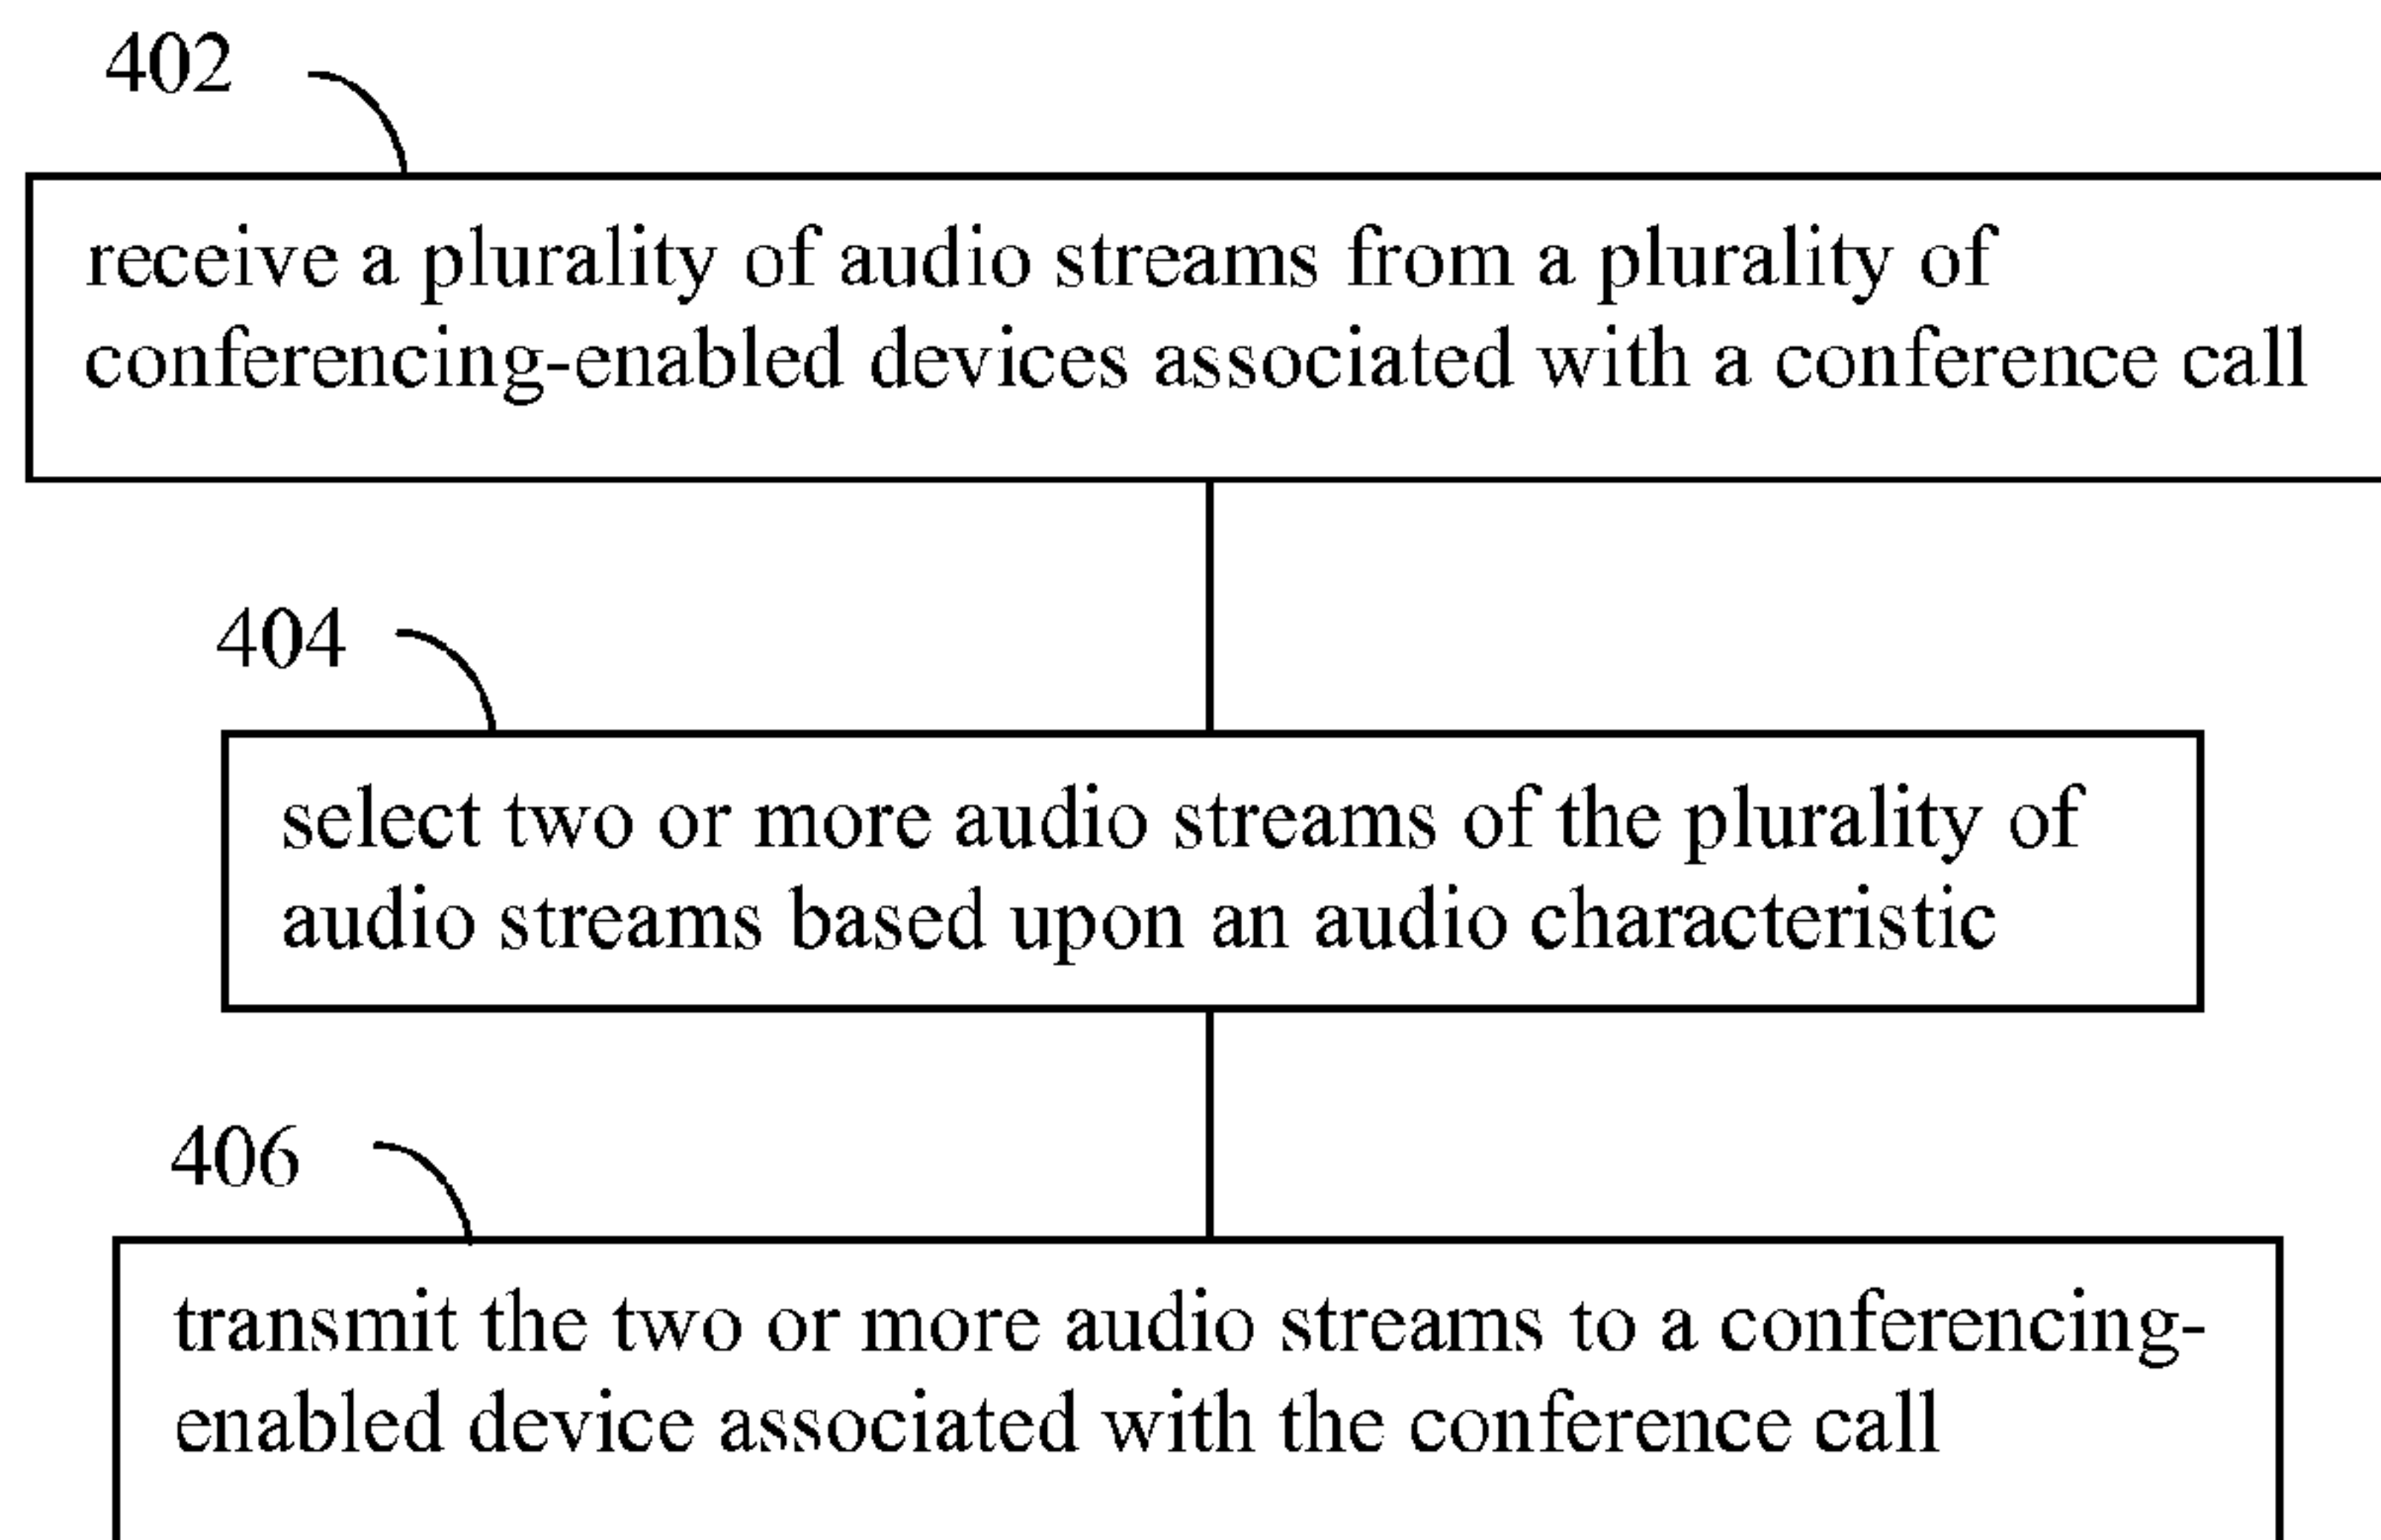 402
receive a plurality of audio streams from a plurality of
conferencing-enabled devices associated with a conference call
404
select two or more audio streams of the plurality of
audio streams based upon an audio characteristic
406
transmit the two or more audio streams to a conferencing-
enabled device associated with the conference call